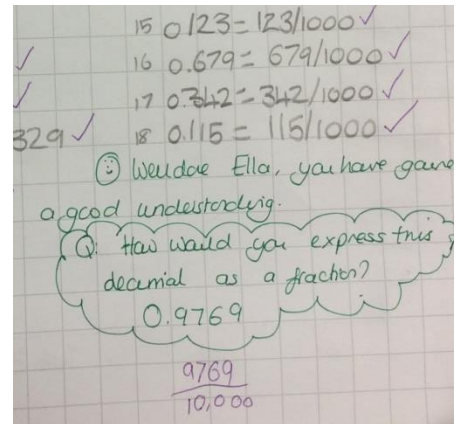 15 0.123 = 123/1000 ✓
✓ 16 0.679 = 679/1000 ✓
✓ 17 0.342 = 342/1000 ✓
329 ✓ 18 0.115 = 115/1000 ✓
☺ Well done Ella, you have gained
a good understanding.
Q: How would you express this
decimal as a fraction?
0.9769
9769
10,000